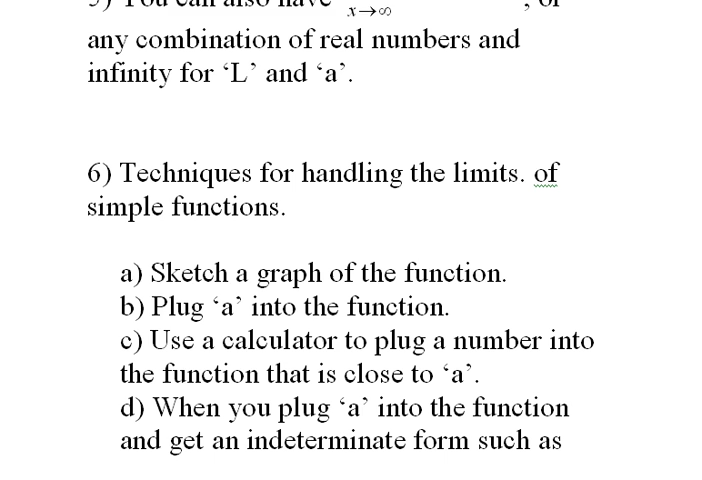 x→∞
any combination of real numbers and
infinity for ‘L’ and ‘a’.
6) Techniques for handling the limits. of
simple functions.
a) Sketch a graph of the function.
b) Plug ‘a’ into the function.
c) Use a calculator to plug a number into
the function that is close to ‘a’.
d) When you plug ‘a’ into the function
and get an indeterminate form such as